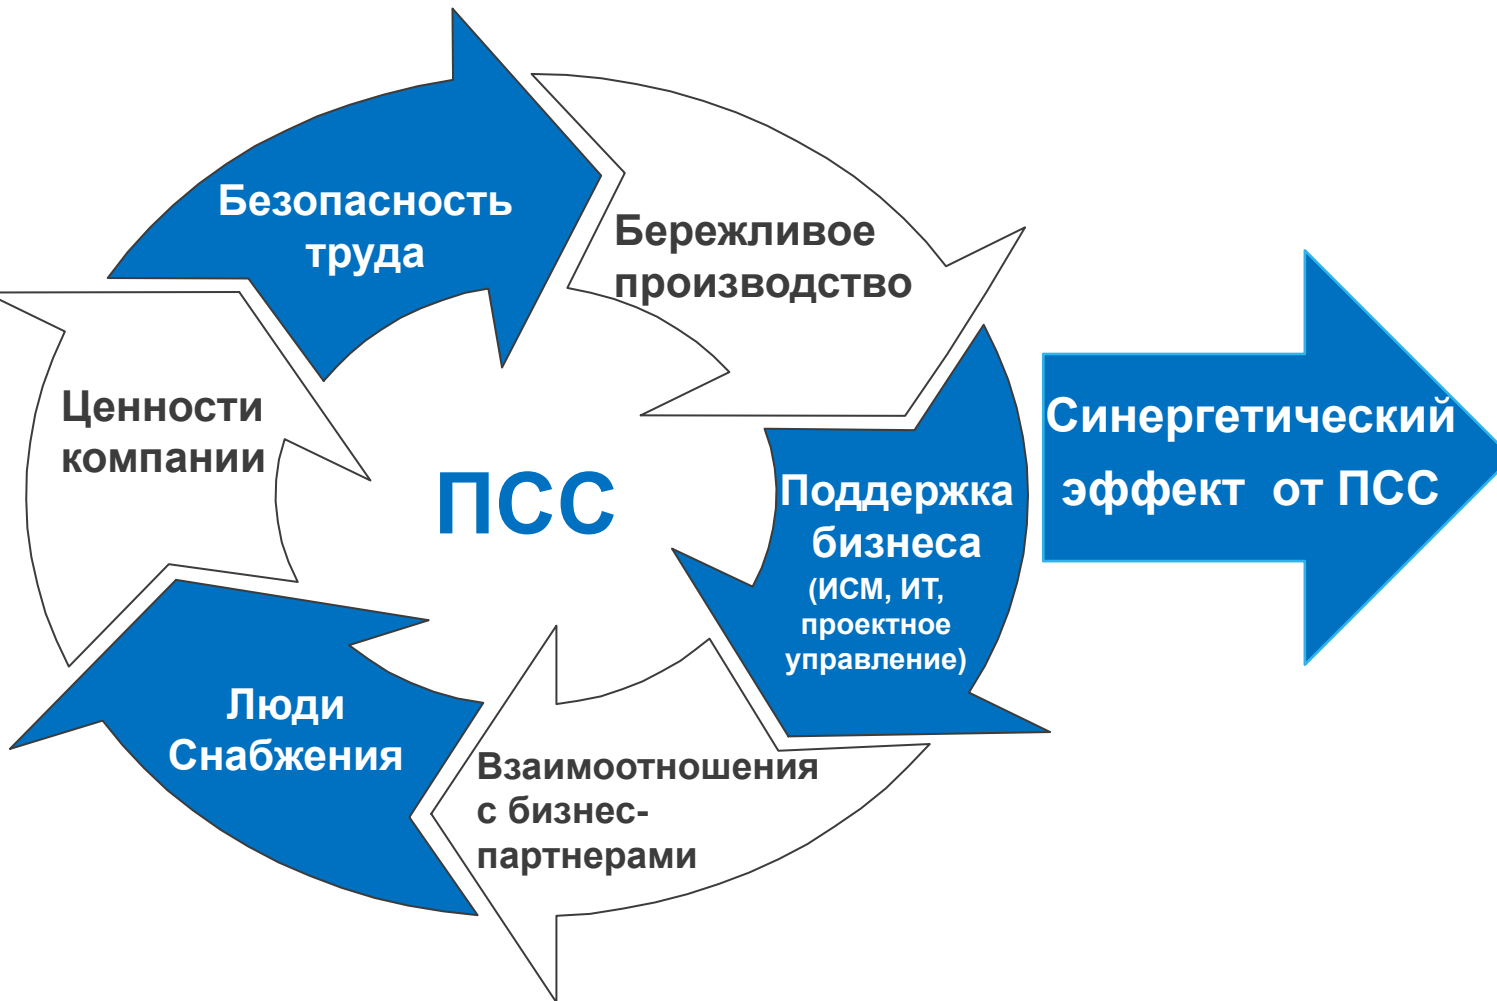 Безопасность
труда
Бережливое
производство
Ценности
компании
ПСС
Поддержка
бизнеса
(ИСМ, ИТ,
проектное
управление)
Синергетический
эффект от ПСС
Люди
Снабжения
Взаимоотношения
с бизнес-
партнерами